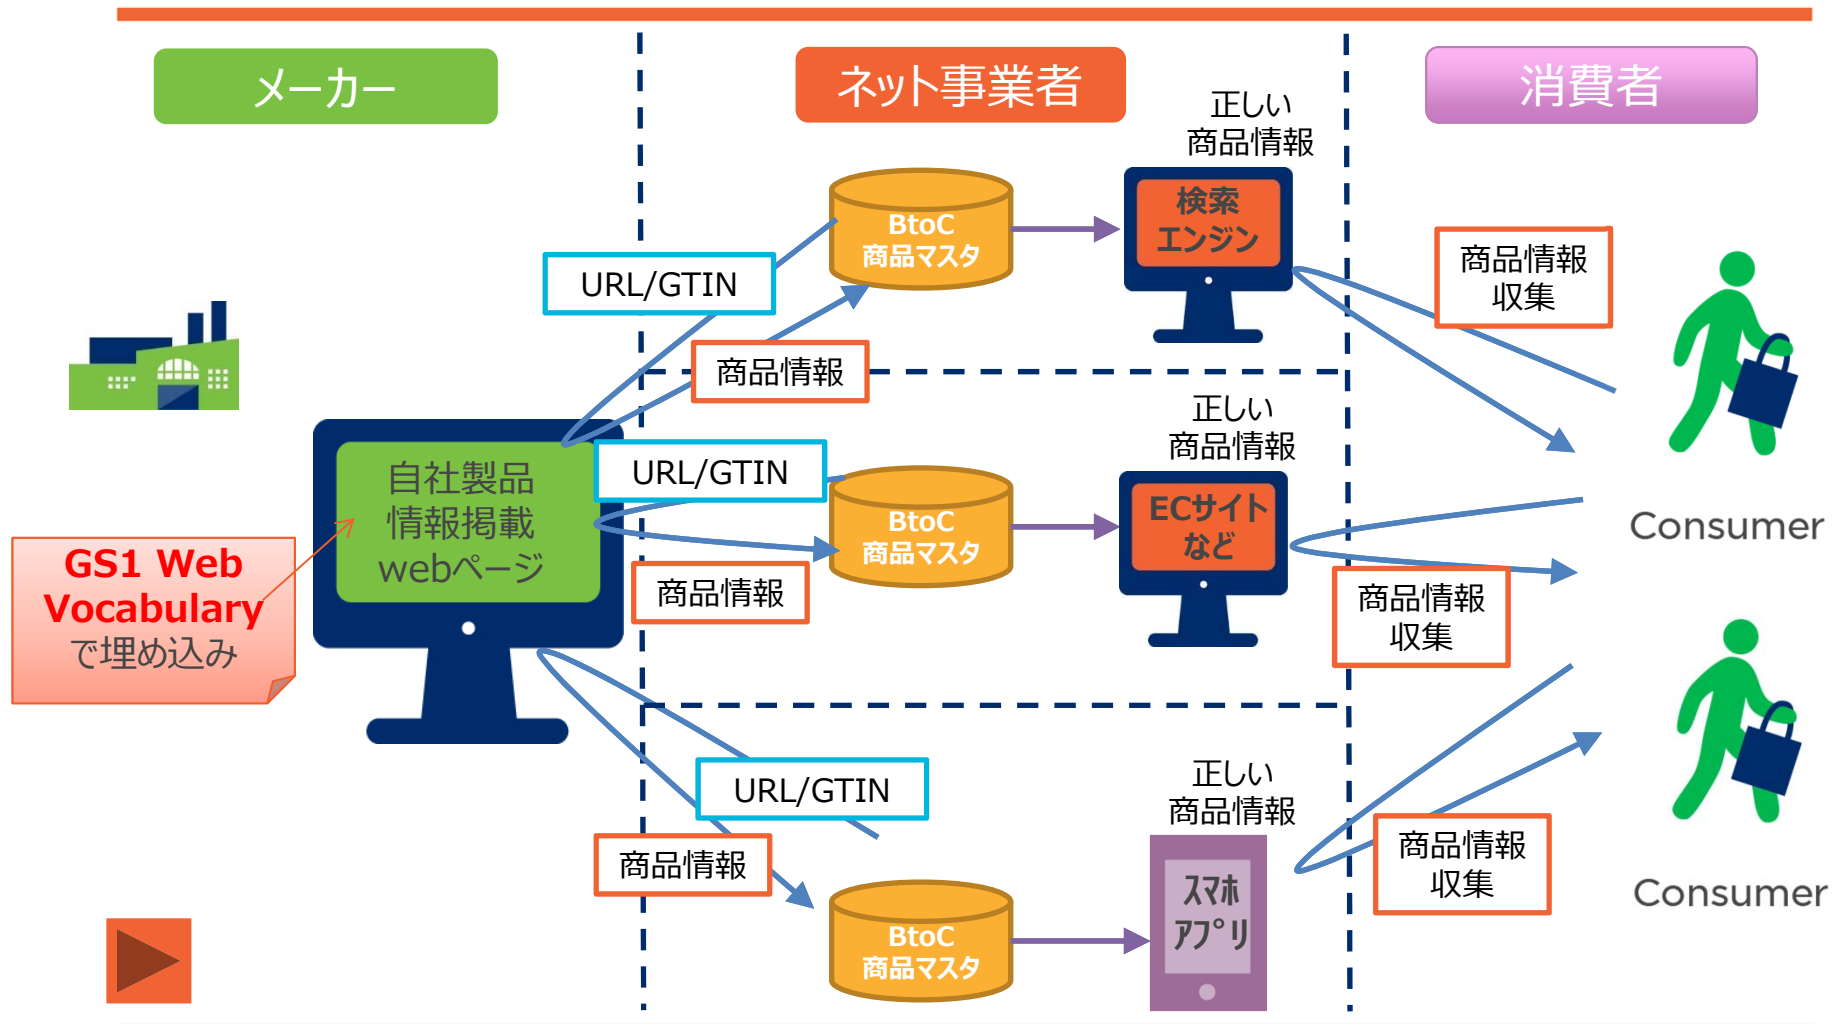 メーカー
ネット事業者
消費者
正しい
商品情報
BtoC
商品マスタ
検索
エンジン
URL/GTIN
商品情報
収集
商品情報
正しい
商品情報
自社製品
情報掲載
webページ
URL/GTIN
BtoC
商品マスタ
ECサイト
など
Consumer
GS1 Web
Vocabulary
で埋め込み
商品情報
商品情報
収集
正しい
商品情報
URL/GTIN
商品情報
商品情報
収集
スマホ
アプリ
BtoC
商品マスタ
Consumer